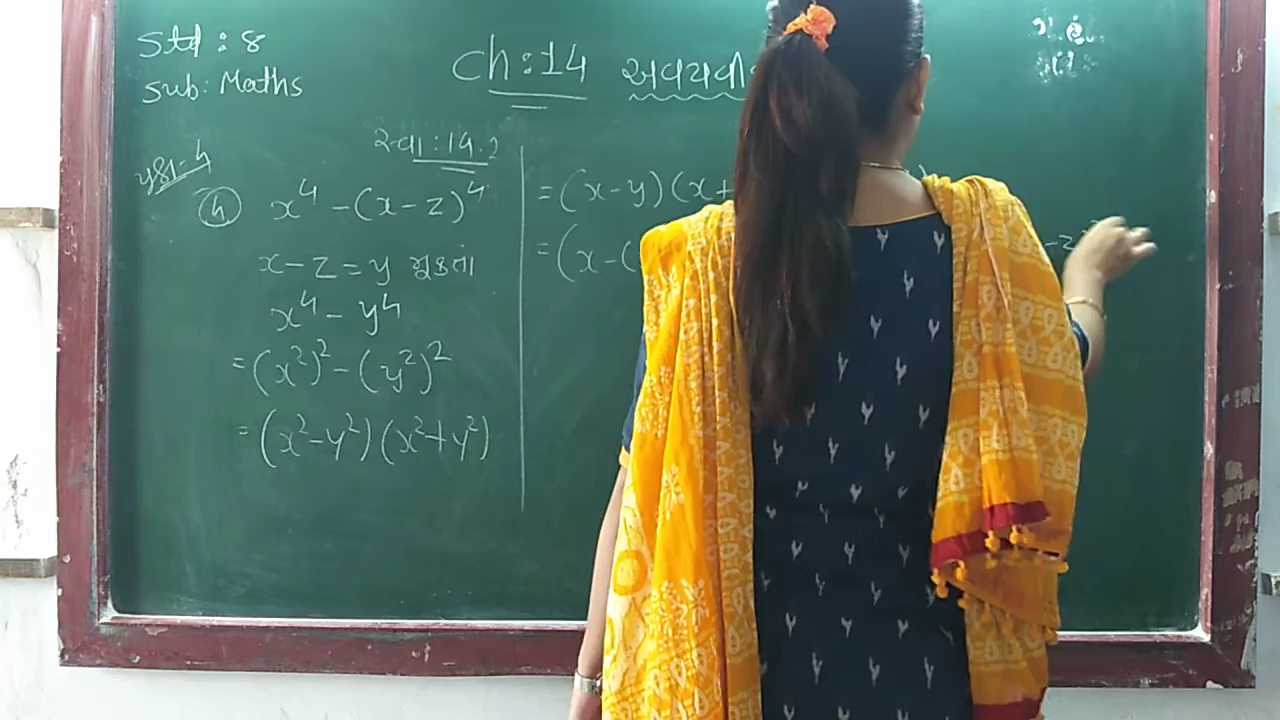 Std : 8
Sub: Maths
Ch:14 અવયવી
સ્વા:14.2
(4) x⁴ - (x - z)⁴
x - z = y મૂકતા
x⁴ - y⁴
= (x²)² - (y²)²
= (x² - y²) (x² + y²)
= (x - y) (x +
= (x - (
- z